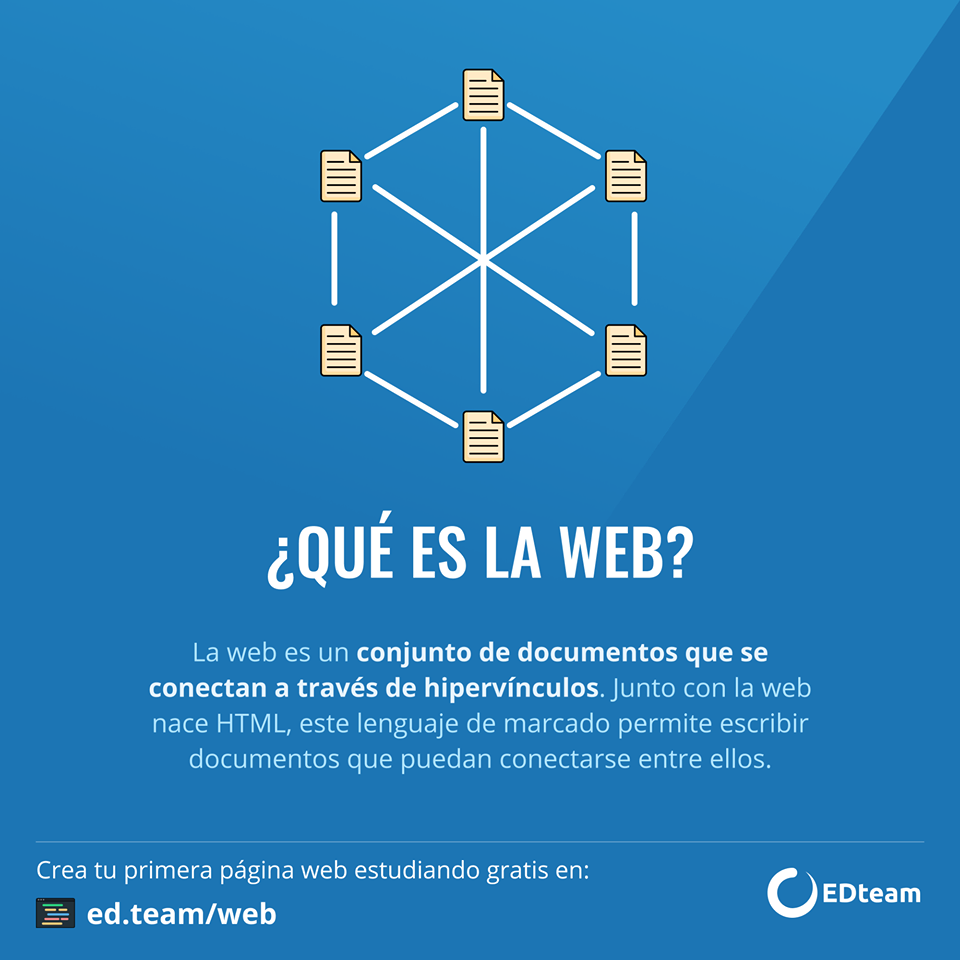 ¿QUÉ ES LA WEB?
La web es un conjunto de documentos que se
conectan a través de hipervínculos. Junto con la web
nace HTML, este lenguaje de marcado permite escribir
documentos que puedan conectarse entre ellos.
Crea tu primera página web estudiando gratis en:
ed.team/web
EDteam